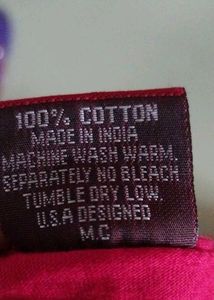 100% COTTON
MADE IN INDIA
MACHINE WASH WARM.
SEPARATELY NO BLEACH
TUMBLE DRY LOW.
U.S.A DESIGNED
M.C